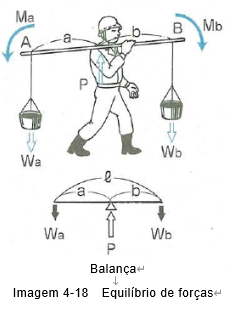 Ma
Mb
A
a
b
B
P
Wa
Wb
ℓ
a
b
Wa
Wb
P
Balança↵
↓
Imagem 4-18 Equilíbrio de forças↵